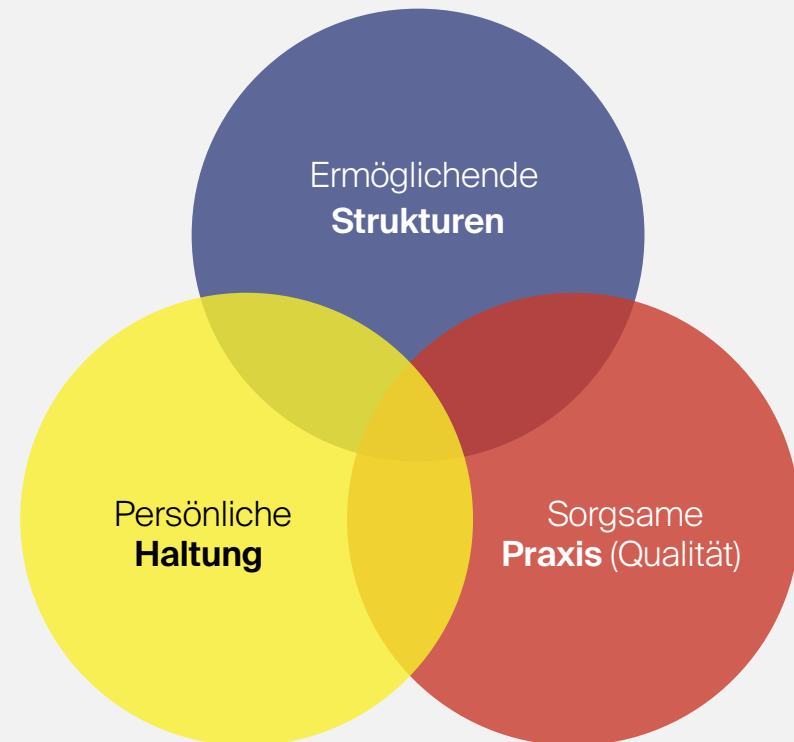 Ermöglichende
Strukturen
Persönliche
Haltung
Sorgsame
Praxis (Qualität)